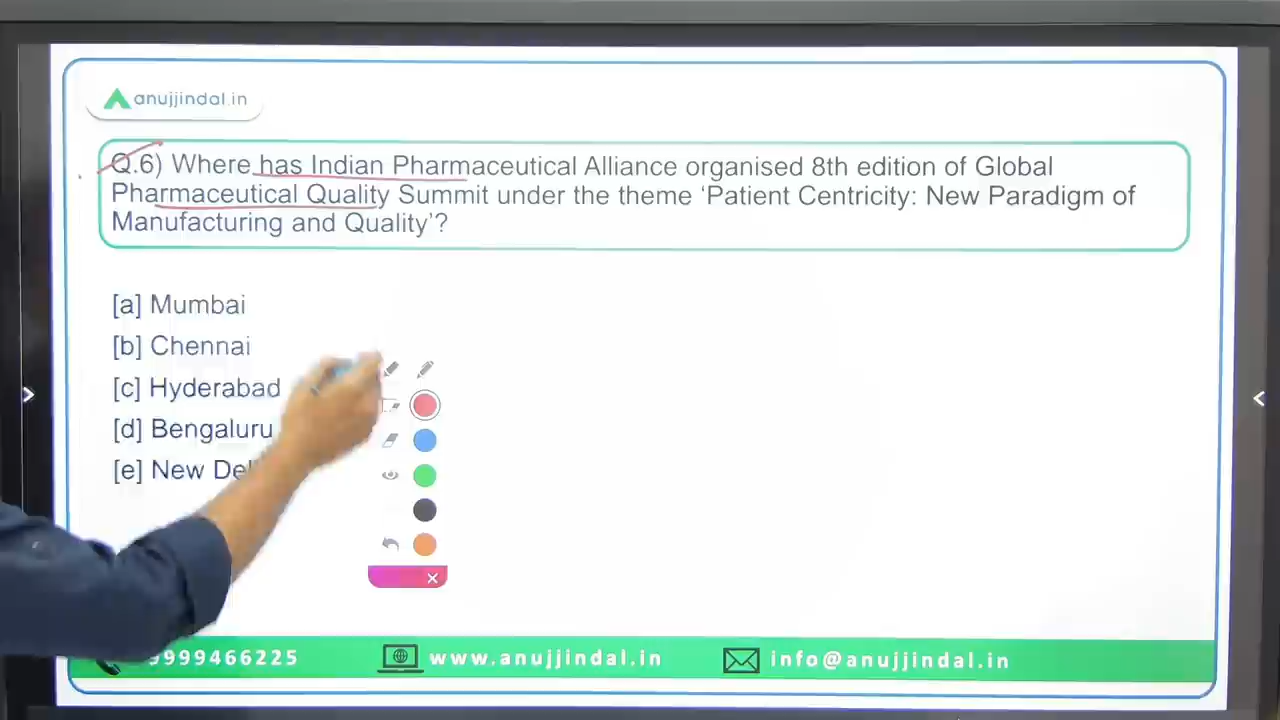 anujjindal.in
Q.6) Where has Indian Pharmaceutical Alliance organised 8th edition of Global
Pharmaceutical Quality Summit under the theme ‘Patient Centricity: New Paradigm of
Manufacturing and Quality’?
[a] Mumbai
[b] Chennai
[c] Hyderabad
[d] Bengaluru
[e] New
9999466225
www.anujjindal.in
info@anujjindal.in